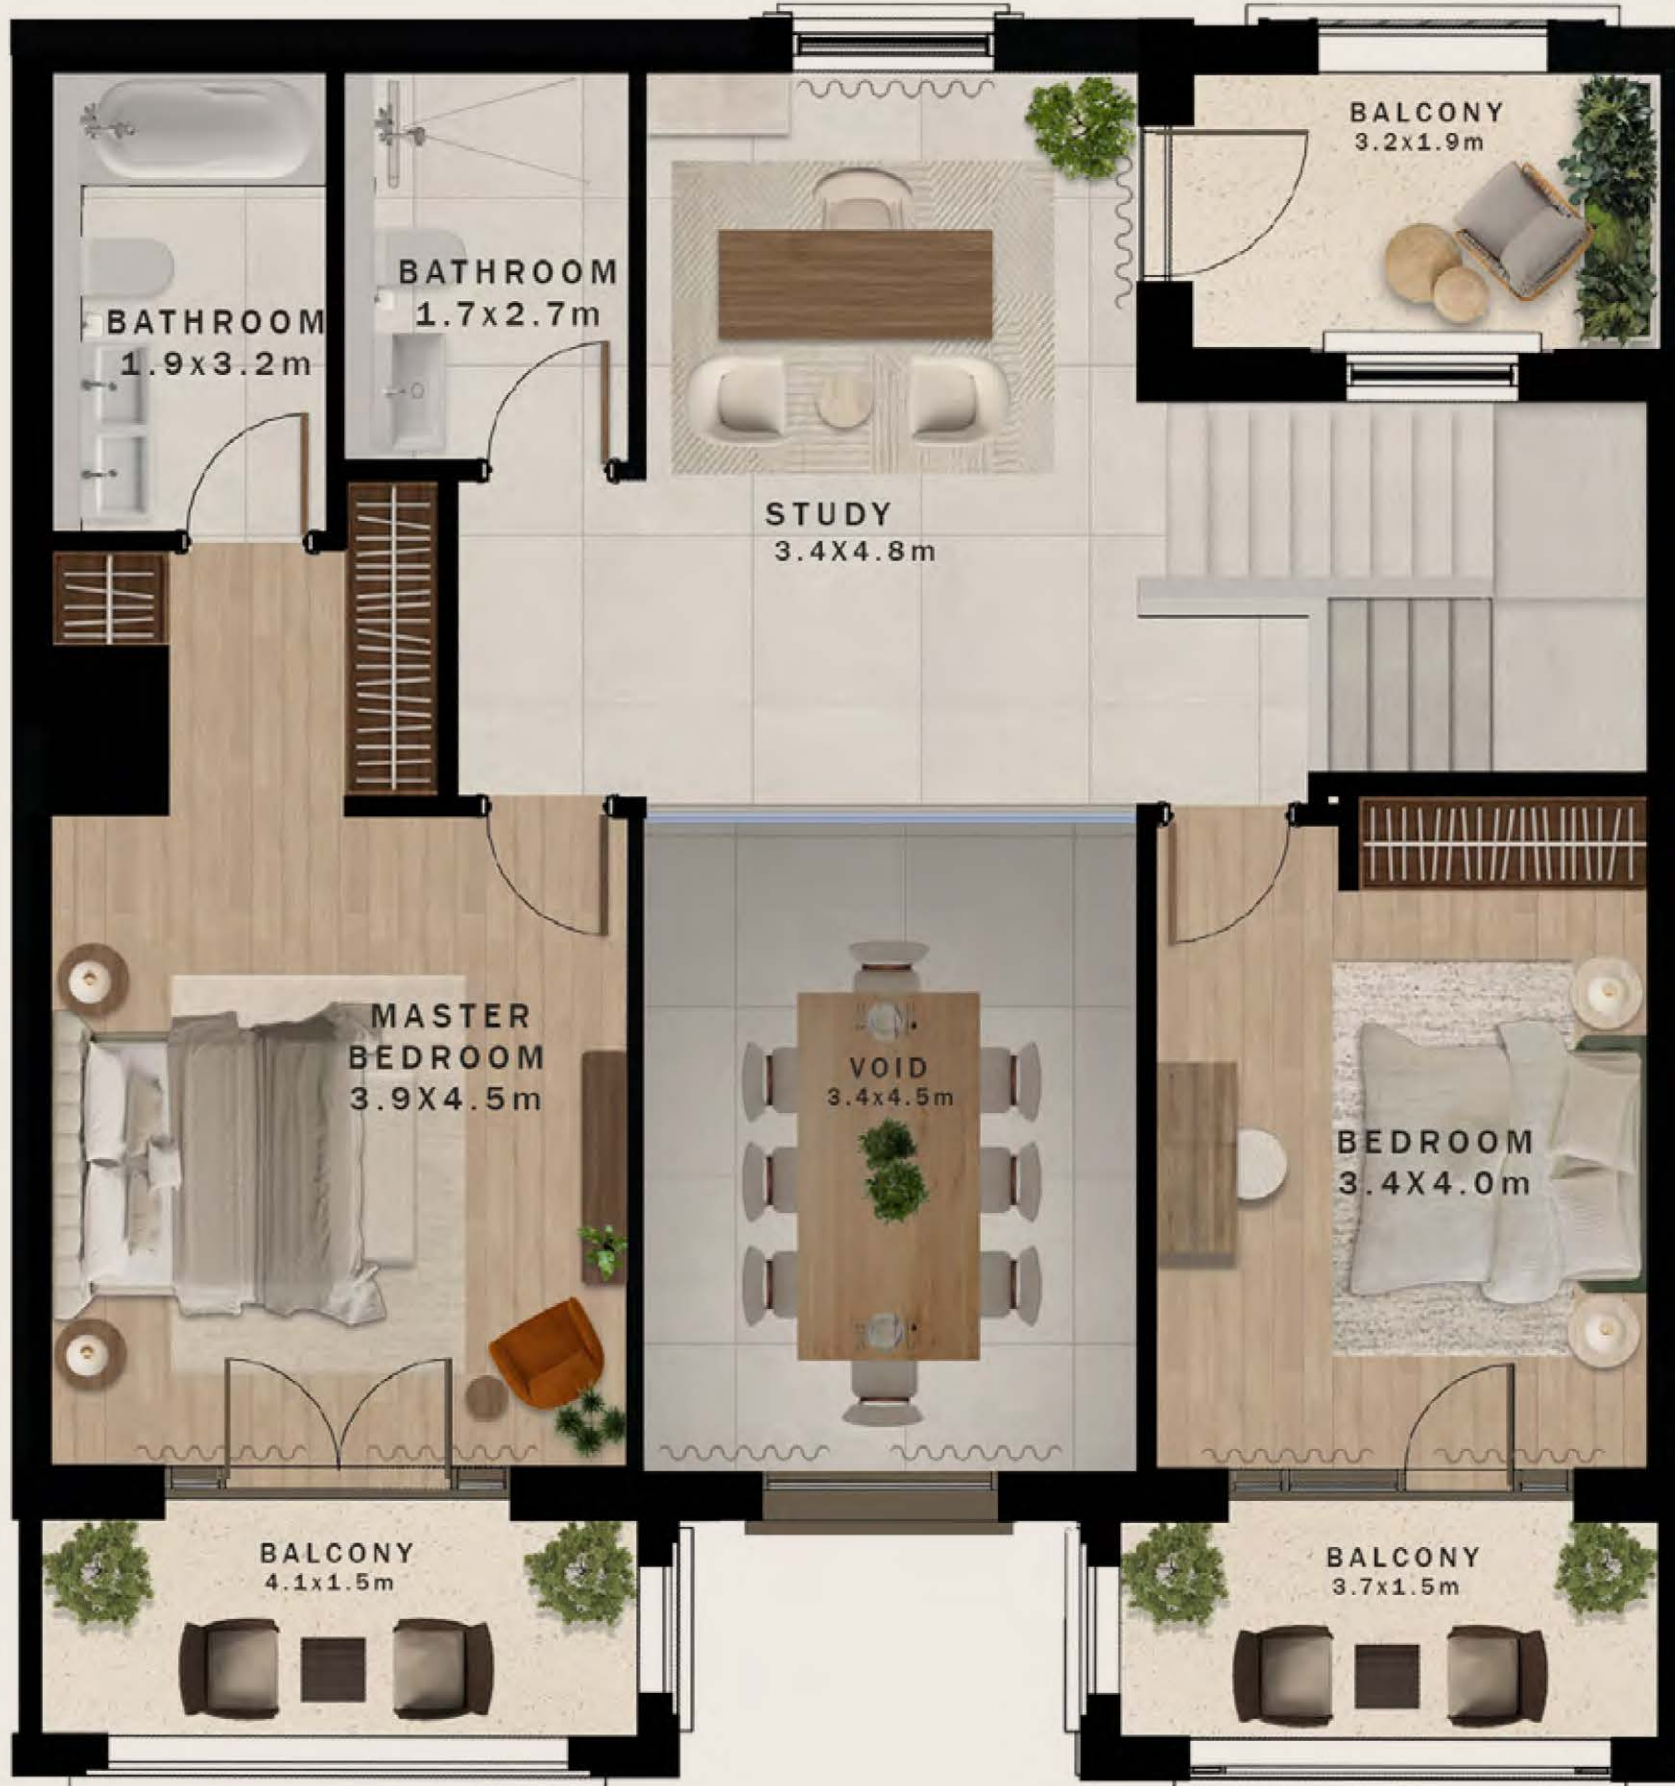 BALCONY
3.2x1.9m
BATHROOM
1.7x2.7m
BATHROOM
1.9x3.2m
STUDY
3.4X4.8m
MASTER
BEDROOM
3.9X4.5m
VOID
3.4x4.5m
BEDROOM
3.4X4.0m
BALCONY
4.1x1.5m
BALCONY
3.7x1.5m